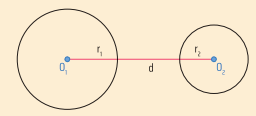 r₁ r₂
O₁ d O₂